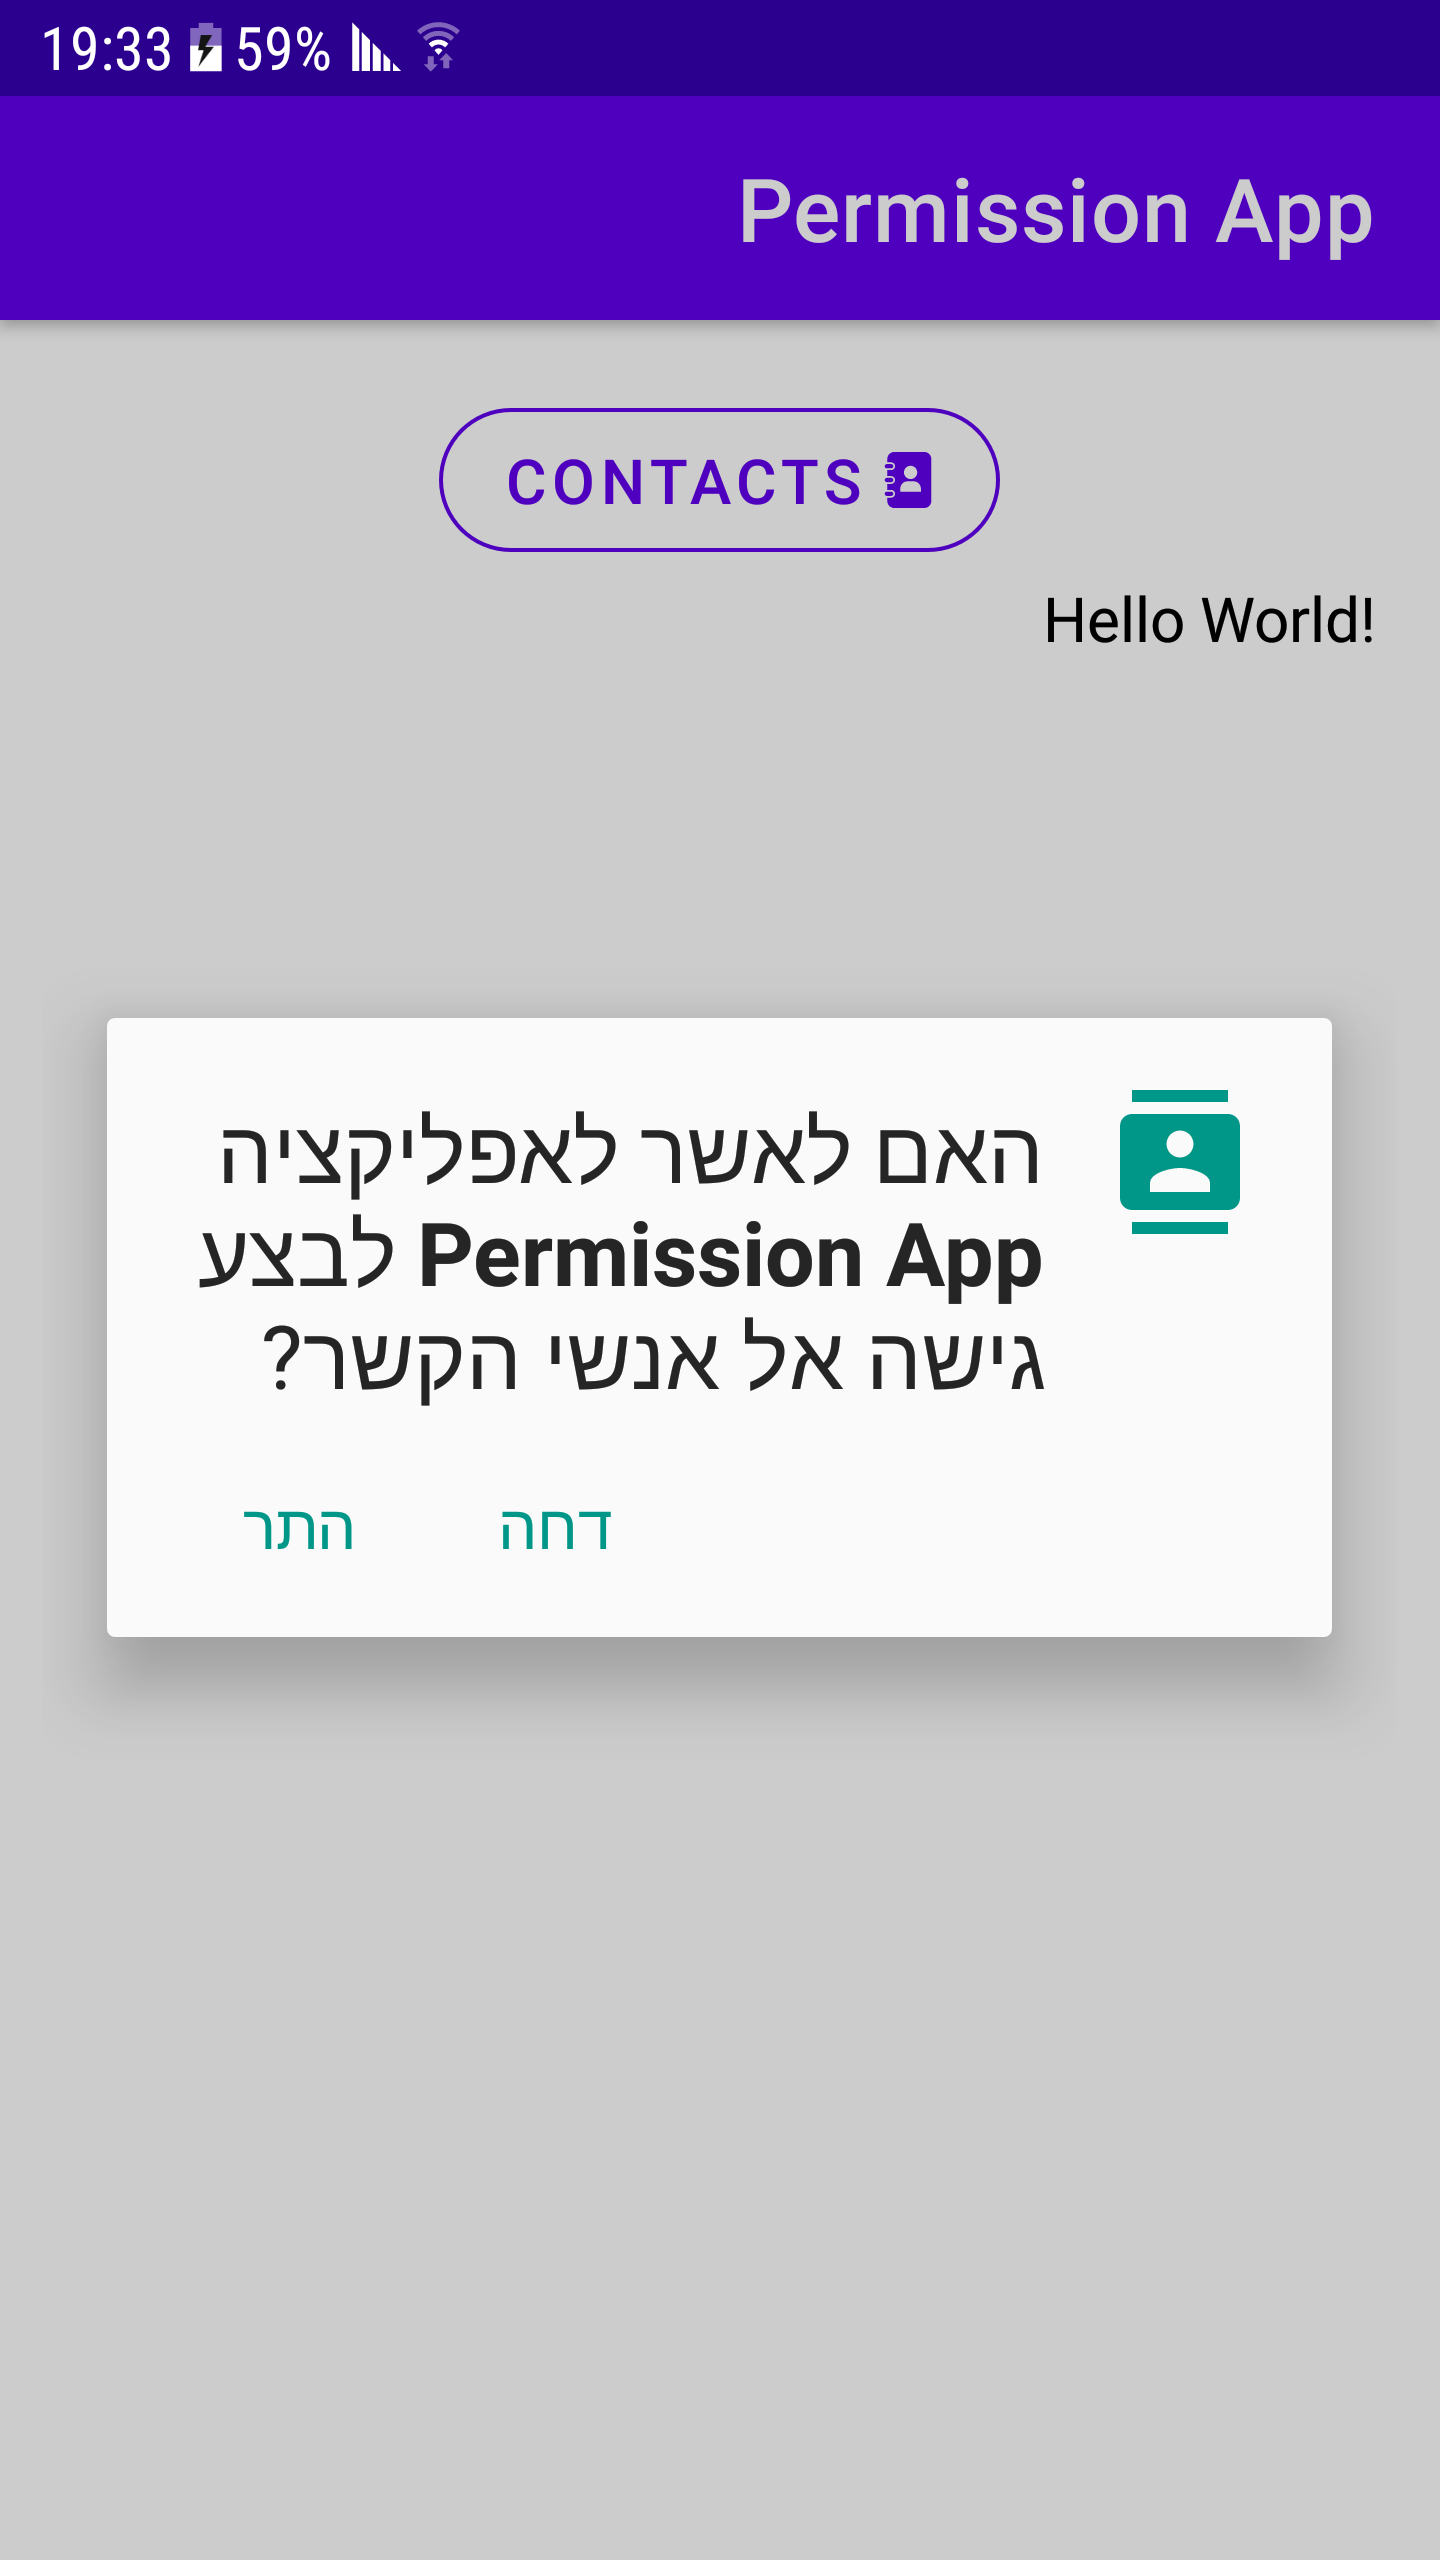 19:33 59%
Permission App
CONTACTS
Hello World!
האם לאשר לאפליקציה
Permission App לבצע
גישה אל אנשי הקשר?
דחה התר